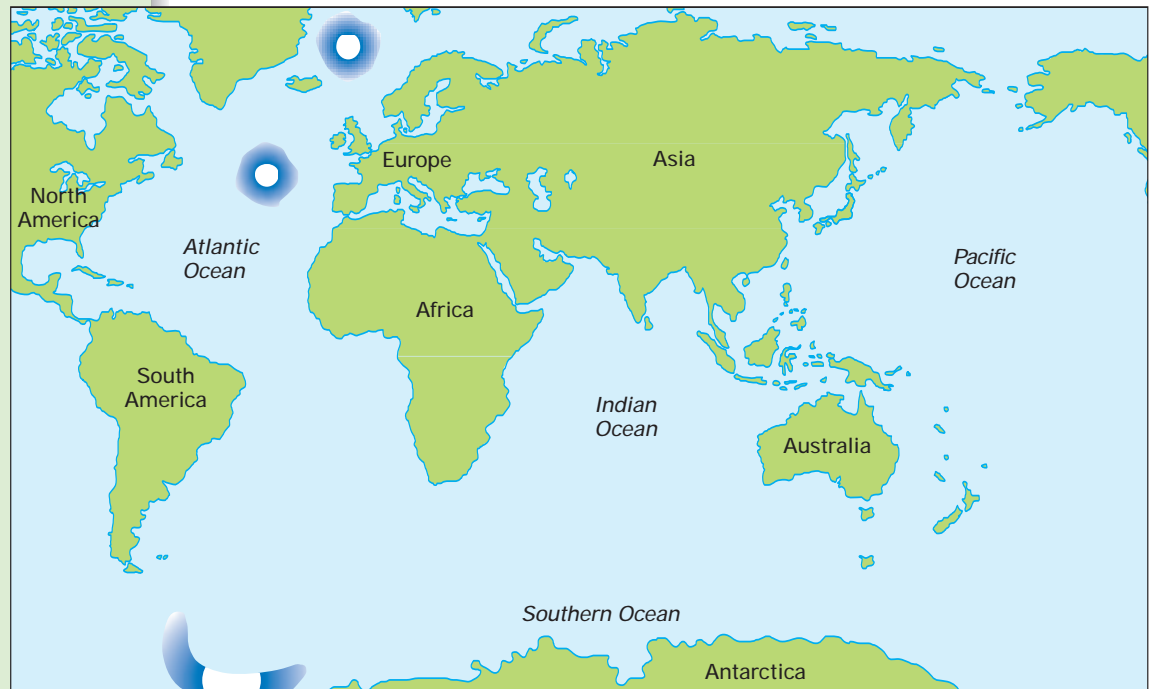 Europe
Asia
North
America
Atlantic
Ocean
Pacific
Ocean
Africa
South
America
Indian
Ocean
Australia
Southern Ocean
Antarctica